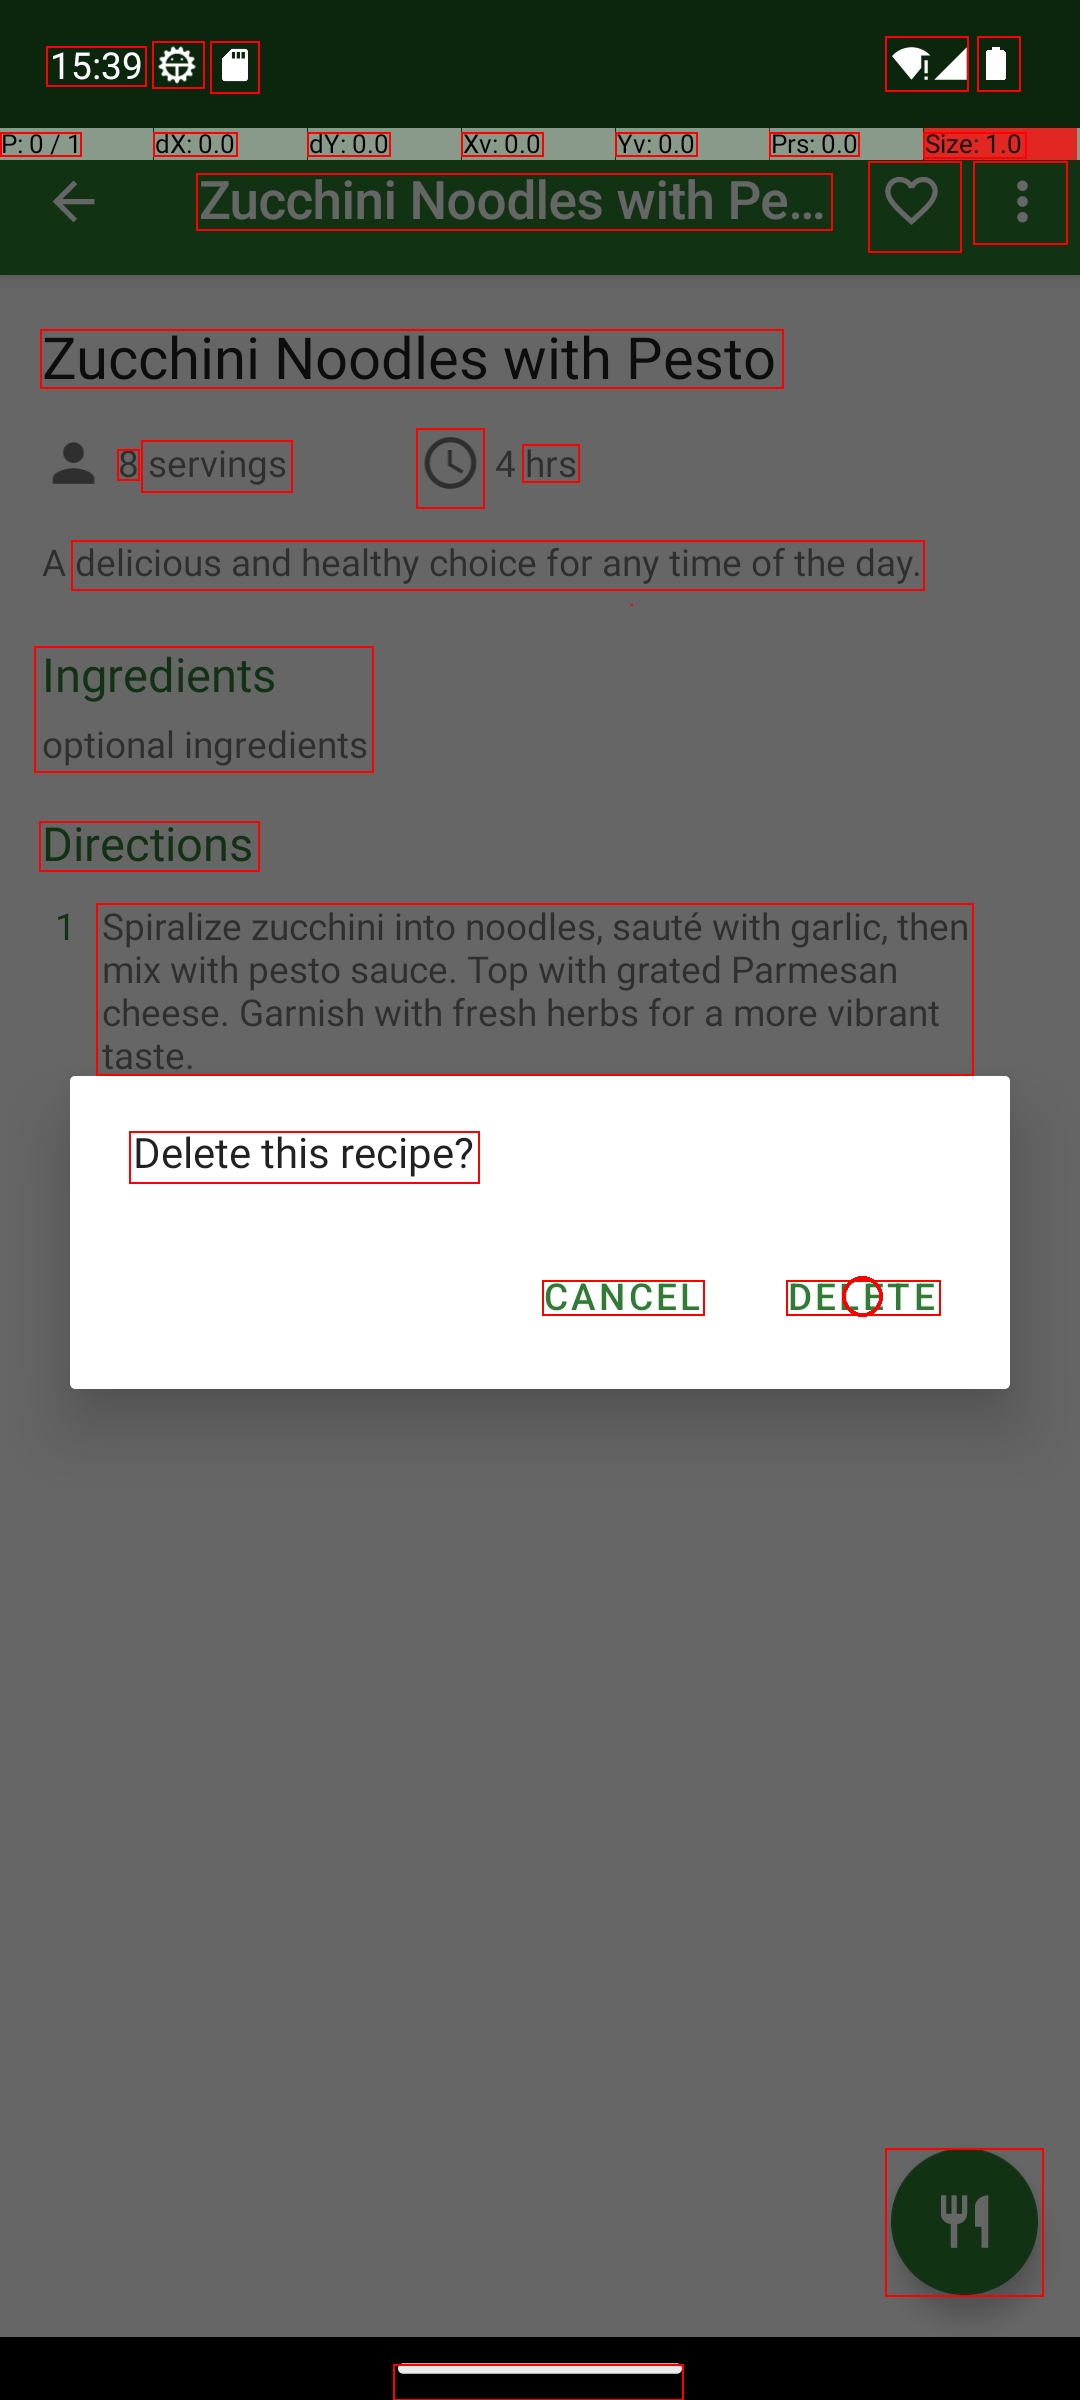 15:39
P: 0 / 1 dX: 0.0 dY: 0.0 Xv: 0.0 Yv: 0.0 Prs: 0.0 Size: 1.0
Zucchini Noodles with Pe…
Zucchini Noodles with Pesto
8 servings 4 hrs
A delicious and healthy choice for any time of the day.
Ingredients
optional ingredients
Directions
1 Spiralize zucchini into noodles, sauté with garlic, then
mix with pesto sauce. Top with grated Parmesan
cheese. Garnish with fresh herbs for a more vibrant
taste.
Delete this recipe?
CANCEL DELETE